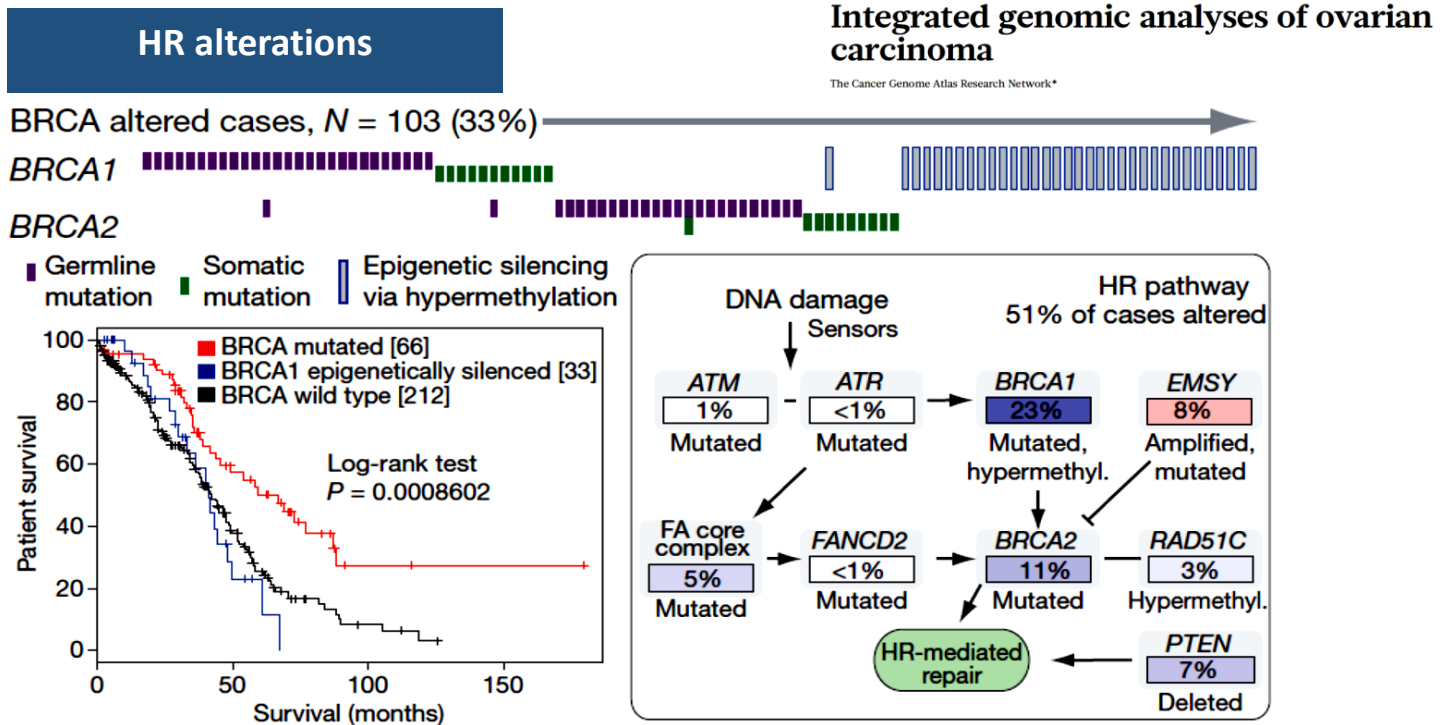 HR alterations
Integrated genomic analyses of ovarian
carcinoma
The Cancer Genome Atlas Research Network*
BRCA altered cases, N = 103 (33%)
BRCA1
BRCA2
Germline
mutation
Somatic
mutation
Epigenetic silencing
via hypermethylation
Patient survival
100
80
60
40
20
0
BRCA mutated [66]
BRCA1 epigenetically silenced [33]
BRCA wild type [212]
Log-rank test
P = 0.0008602
0
50
100
150
Survival (months)
HR pathway
51% of cases altered
DNA damage
Sensors
ATM
1%
Mutated
ATR
<1%
Mutated
BRCA1
23%
Mutated,
hypermethyl.
EMSY
8%
Amplified,
mutated
FA core
complex
5%
Mutated
FANCD2
<1%
Mutated
BRCA2
11%
Mutated
RAD51C
3%
Hypermethyl.
HR-mediated
repair
PTEN
7%
Deleted